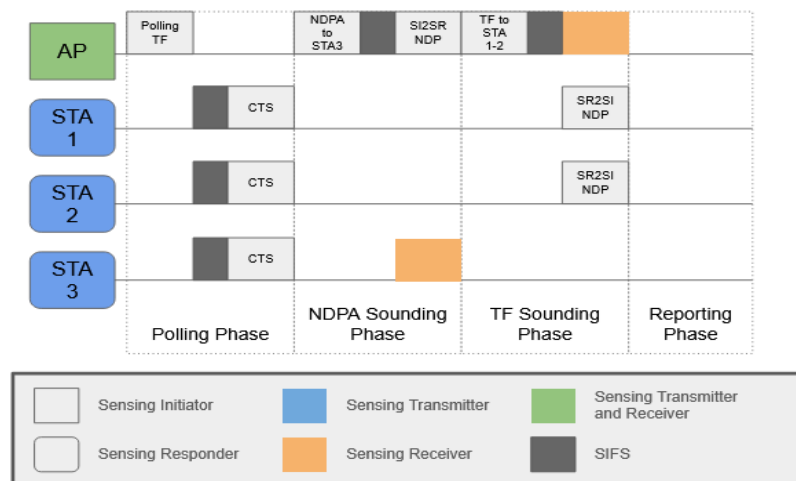 Polling
TF
NDPA
to
STA3
SI2SR
NDP
TF to
STA
1-2
AP
CTS
SR2SI
NDP
STA
1
CTS
SR2SI
NDP
STA
2
CTS
STA
3
Polling Phase
NDPA Sounding
Phase
TF Sounding
Phase
Reporting
Phase
Sensing Initiator
Sensing Transmitter
Sensing Transmitter
and Receiver
Sensing Responder
Sensing Receiver
SIFS